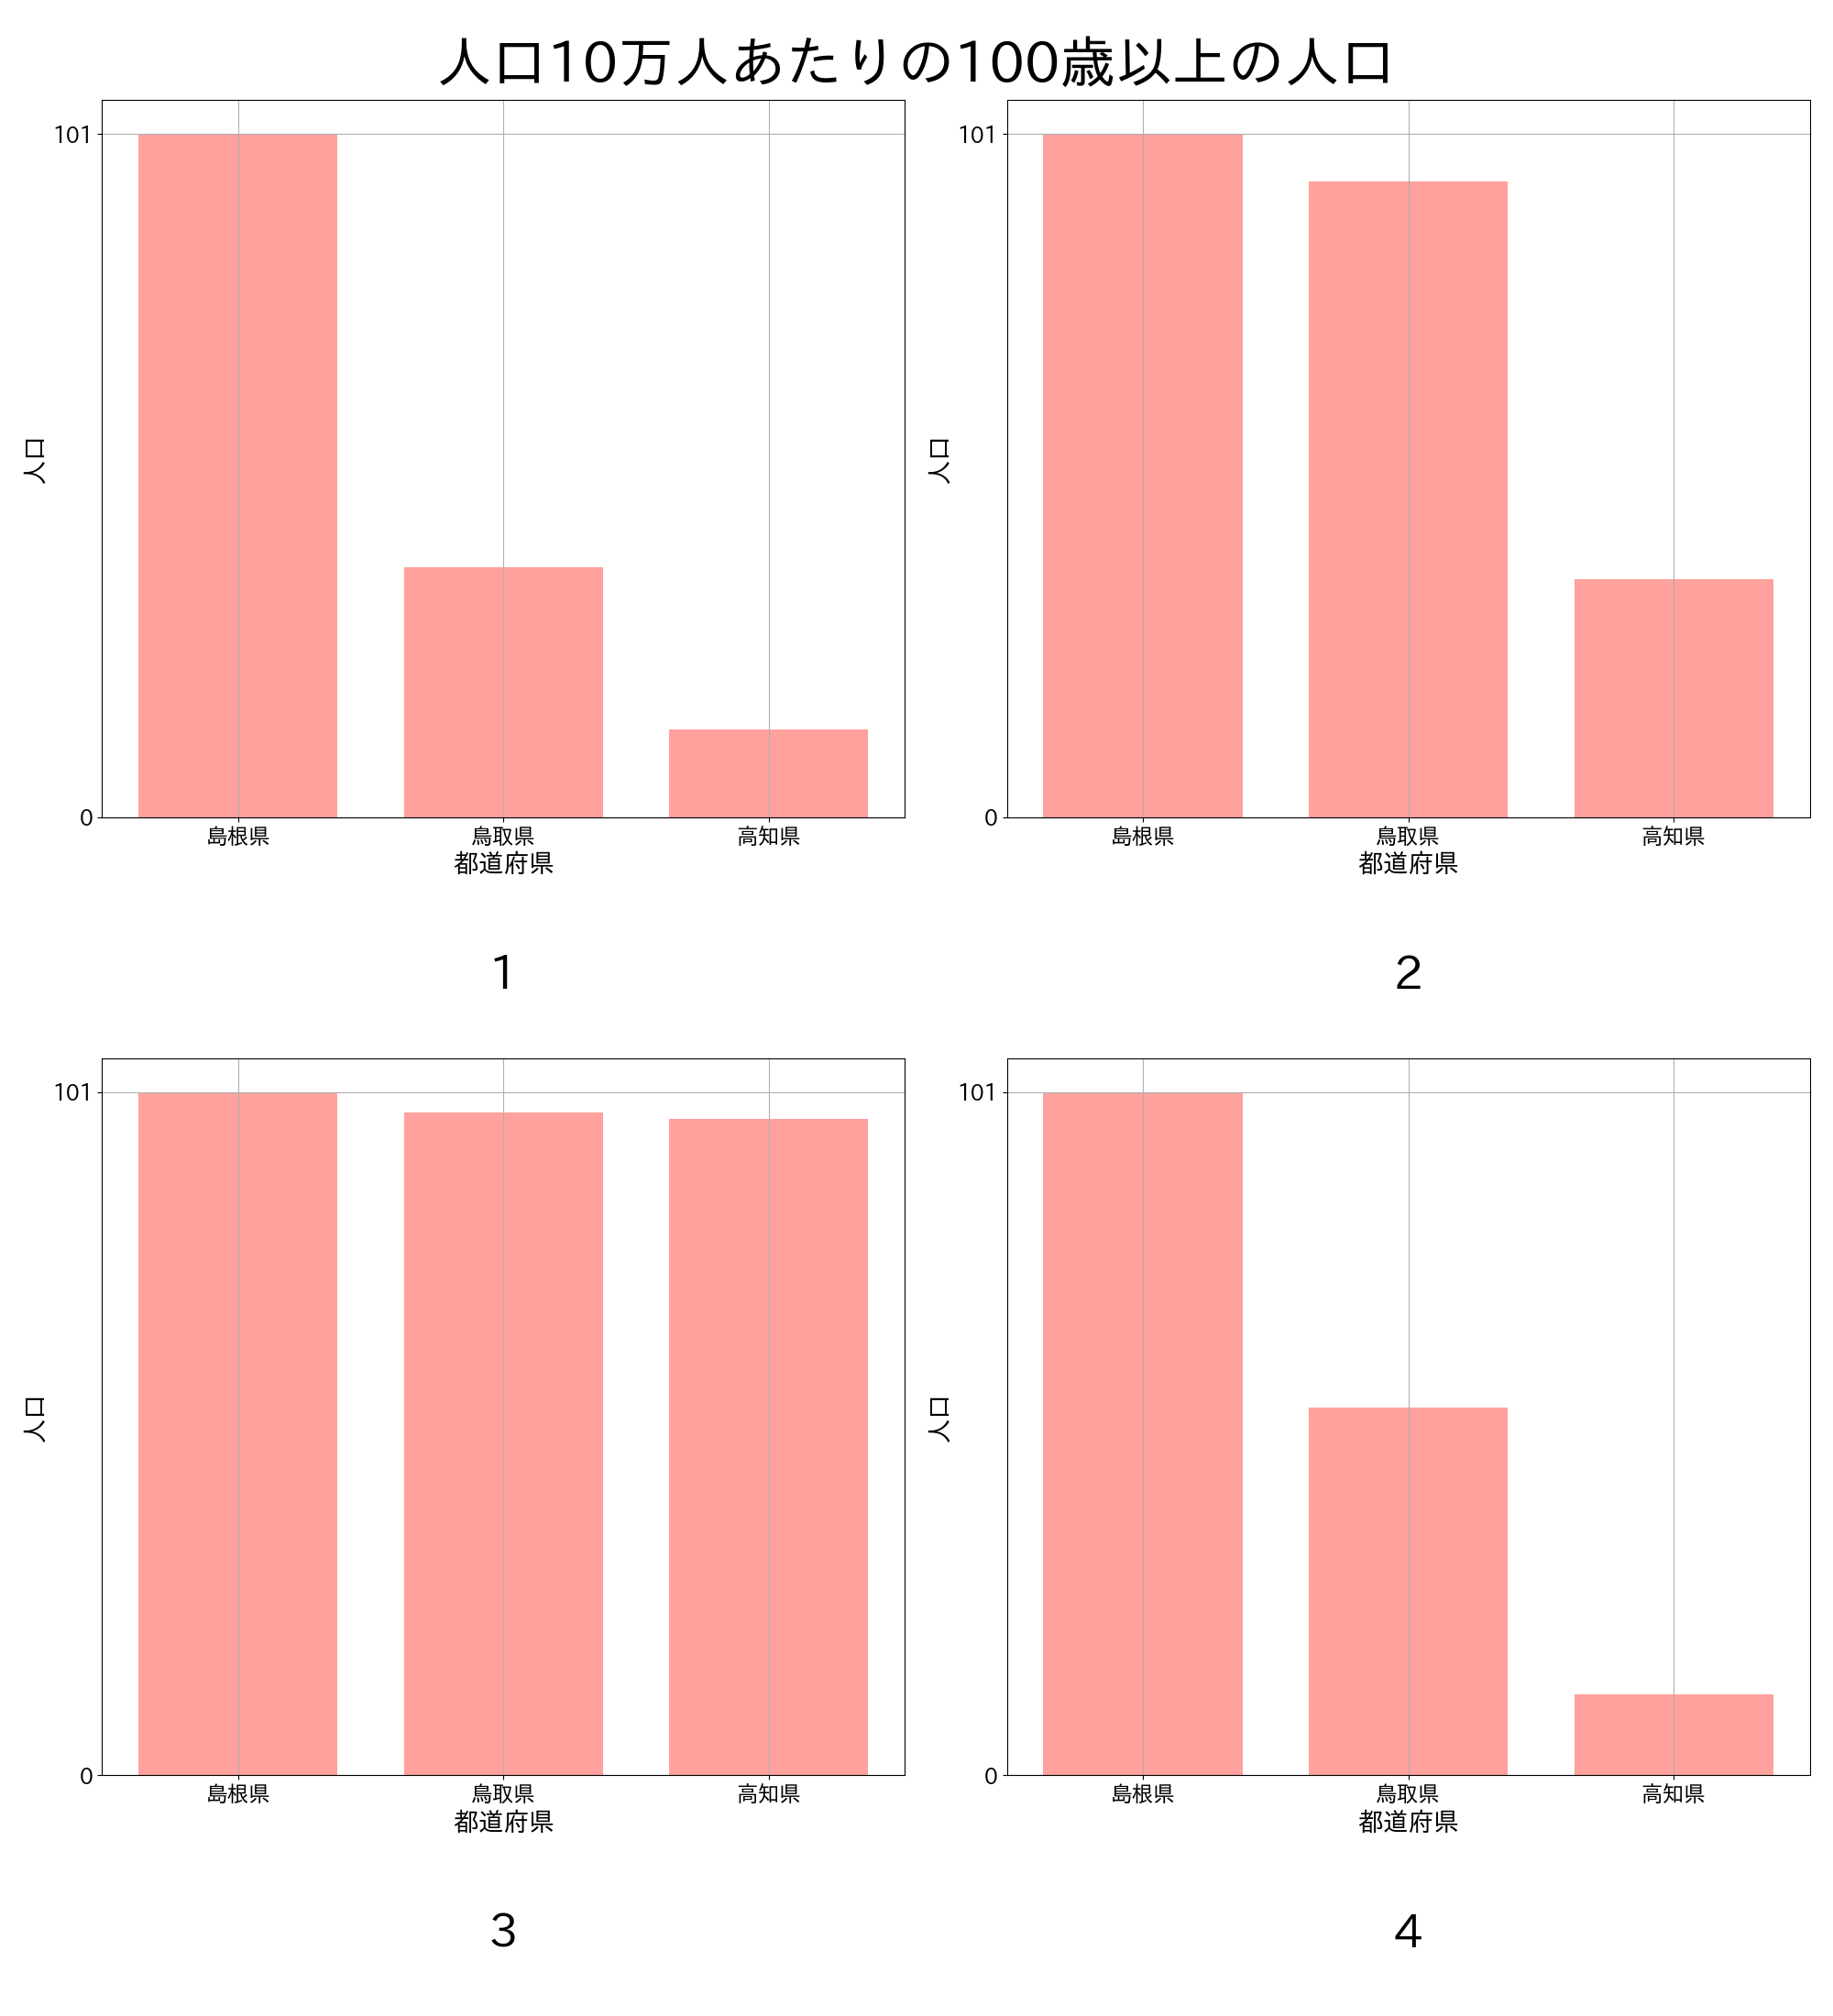 人口10万人あたりの100歳以上の人口
101
0
人口
島根県 鳥取県 高知県
都道府県
1
101
0
人口
島根県 鳥取県 高知県
都道府県
2
101
0
人口
島根県 鳥取県 高知県
都道府県
3
101
0
人口
島根県 鳥取県 高知県
都道府県
4